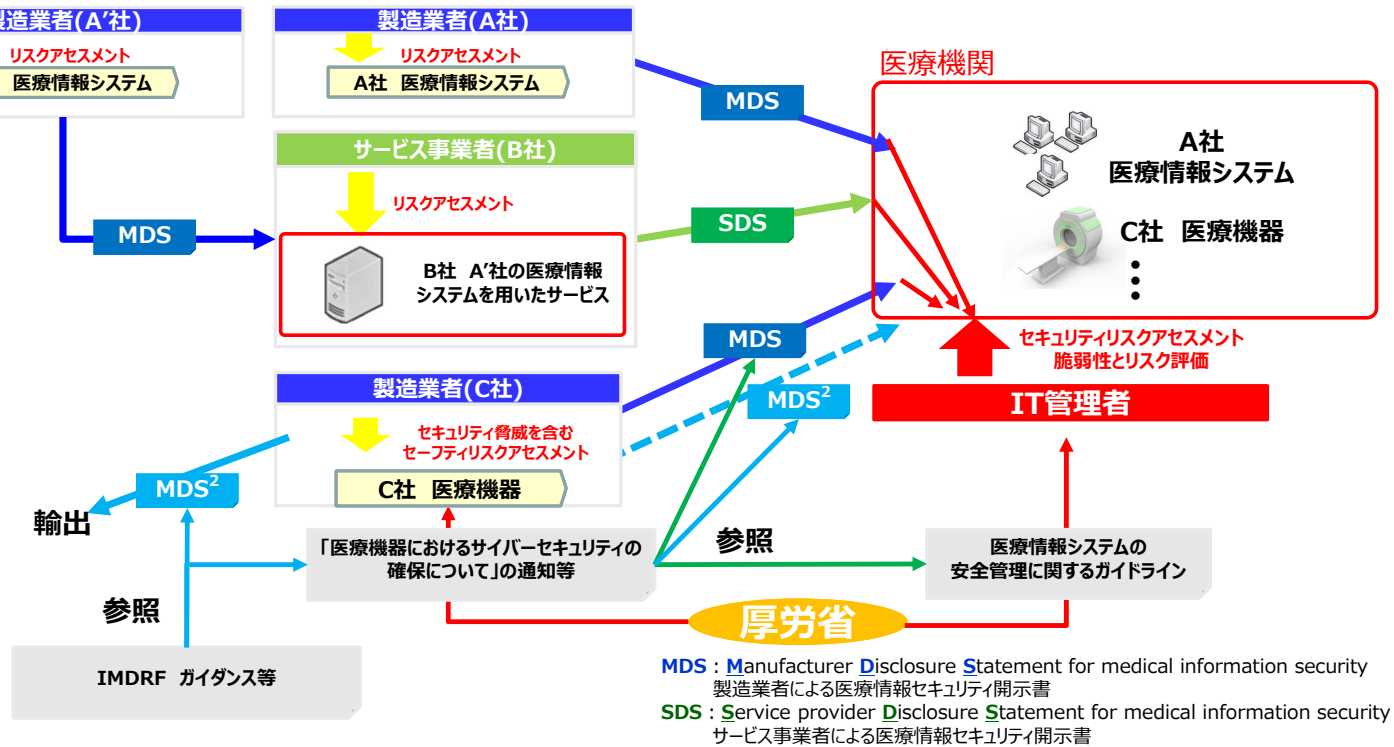 製造業者(A’社)
リスクアセスメント
医療情報システム
製造業者(A社)
リスクアセスメント
A社 医療情報システム
MDS
医療機関
A社
医療情報システム
C社 医療機器
サービス事業者(B社)
リスクアセスメント
B社 A’社の医療情報
システムを用いたサービス
MDS
SDS
MDS
MDS²
セキュリティリスクアセスメント
脆弱性とリスク評価
IT管理者
製造業者(C社)
セキュリティ脅威を含む
セーフティリスクアセスメント
C社 医療機器
MDS²
輸出
「医療機器におけるサイバーセキュリティの
確保について」の通知等
参照
医療情報システムの
安全管理に関するガイドライン
参照
厚労省
IMDRF ガイダンス等
MDS：Manufacturer Disclosure Statement for medical information security
製造業者による医療情報セキュリティ開示書
SDS：Service provider Disclosure Statement for medical information security
サービス事業者による医療情報セキュリティ開示書